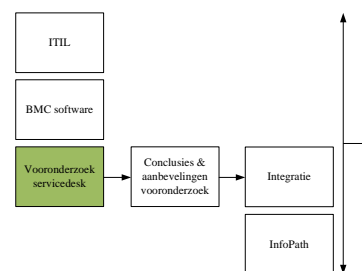 ITIL
BMC software
Vooronderzoek
servicedesk
Conclusies &
aanbevelingen
vooronderzoek
Integratie
InfoPath